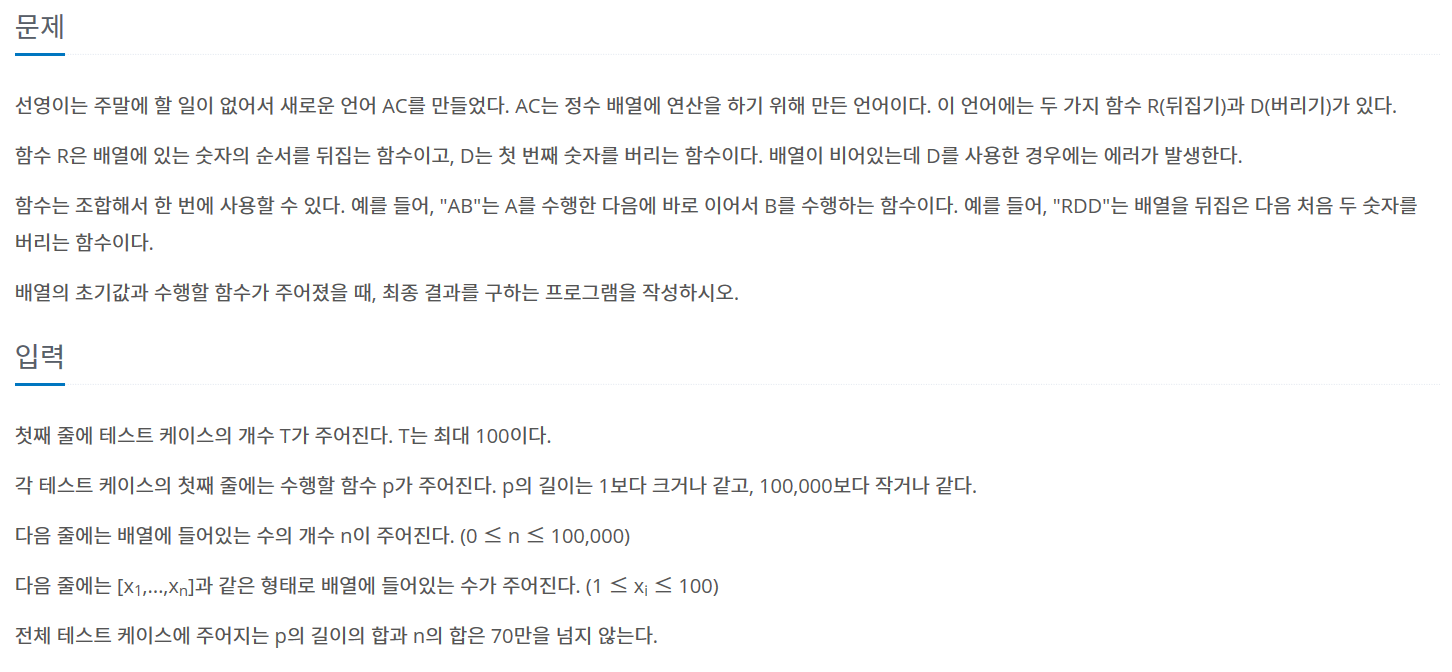 문제
선영이는 주말에 할 일이 없어서 새로운 언어 AC를 만들었다. AC는 정수 배열에 연산을 하기 위해 만든 언어이다. 이 언어에는 두 가지 함수 R(뒤집기)과 D(버리기)가 있다.
함수 R은 배열에 있는 숫자의 순서를 뒤집는 함수이고, D는 첫 번째 숫자를 버리는 함수이다. 배열이 비어있는데 D를 사용한 경우에는 에러가 발생한다.
함수는 조합해서 한 번에 사용할 수 있다. 예를 들어, "AB"는 A를 수행한 다음에 바로 이어서 B를 수행하는 함수이다. 예를 들어, "RDD"는 배열을 뒤집은 다음 처음 두 숫자를
버리는 함수이다.
배열의 초기값과 수행할 함수가 주어졌을 때, 최종 결과를 구하는 프로그램을 작성하시오.
입력
첫째 줄에 테스트 케이스의 개수 T가 주어진다. T는 최대 100이다.
각 테스트 케이스의 첫째 줄에는 수행할 함수 p가 주어진다. p의 길이는 1보다 크거나 같고, 100,000보다 작거나 같다.
다음 줄에는 배열에 들어있는 수의 개수 n이 주어진다. (0 ≤ n ≤ 100,000)
다음 줄에는 [x1,...,xn]과 같은 형태로 배열에 들어있는 수가 주어진다. (1 ≤ xi ≤ 100)
전체 테스트 케이스에 주어지는 p의 길이의 합과 n의 합은 70만을 넘지 않는다.